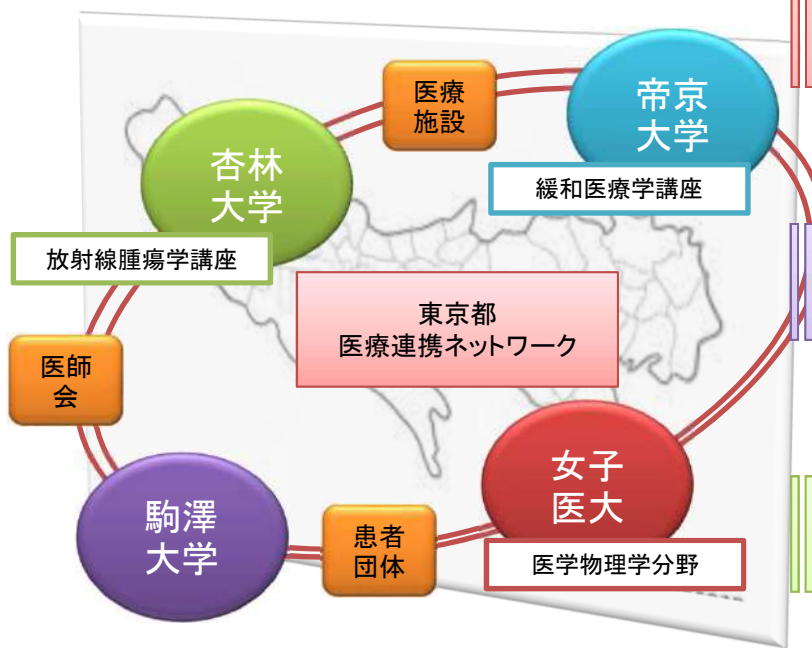 医療
施設
帝京
大学
緩和医療学講座
杏林
大学
放射線腫瘍学講座
東京都
医療連携ネットワーク
医師
会
女子
医大
医学物理学分野
駒澤
大学
患者
団体